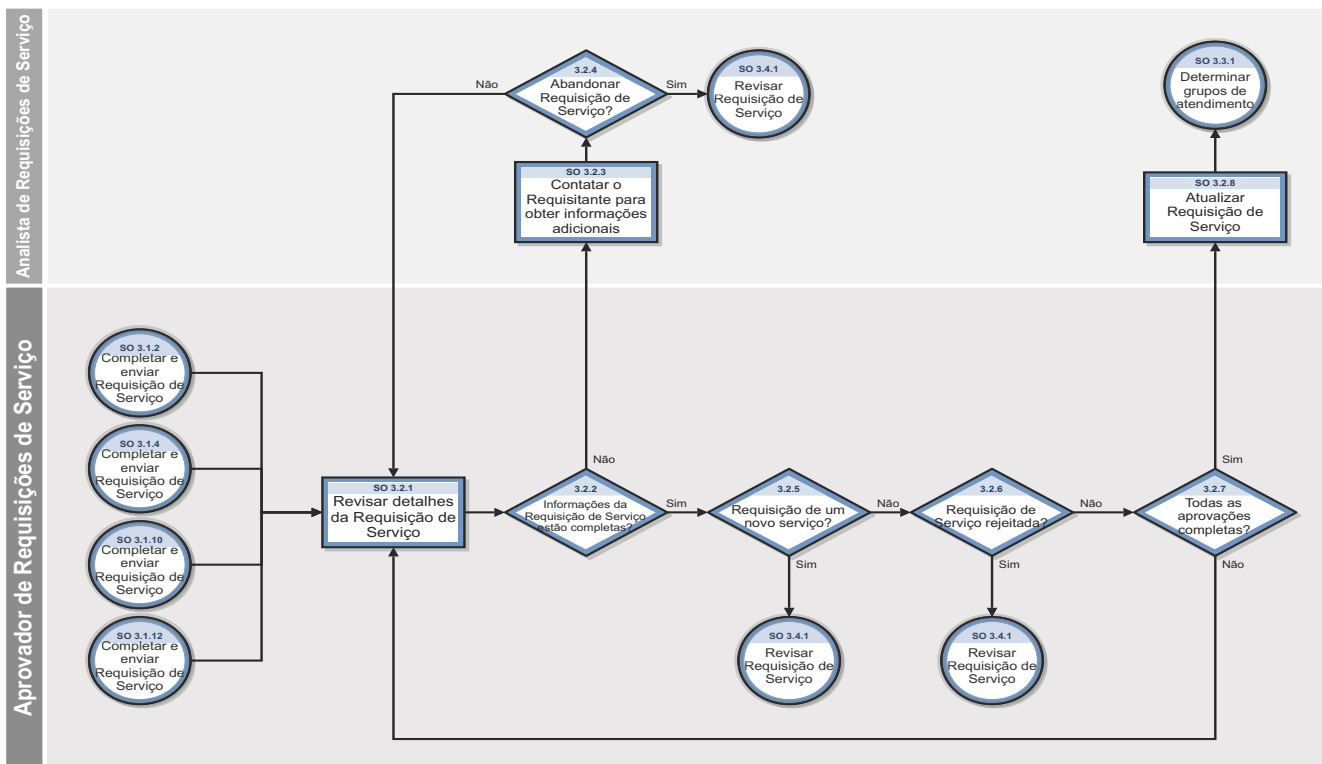 Analista de Requisições de Serviço
3.2.4
Abandonar
Requisição de
Serviço?
Não
Sim
SO 3.4.1
Revisar
Requisição de
Serviço
SO 3.3.1
Determinar
grupos de
atendimento
SO 3.2.3
Contatar o
Requisitante para
obter informações
adicionais
SO 3.2.8
Atualizar
Requisição de
Serviço
Aprovador de Requisições de Serviço
SO 3.1.2
Completar e
enviar
Requisição de
Serviço
SO 3.1.4
Completar e
enviar
Requisição de
Serviço
SO 3.1.10
Completar e
enviar
Requisição de
Serviço
SO 3.1.12
Completar e
enviar
Requisição de
Serviço
SO 3.2.1
Revisar detalhes
da Requisição de
Serviço
Não
3.2.2
Informações da
Requisição de Serviço
estão completas?
Sim
3.2.5
Requisição de um
novo serviço?
Não
Sim
3.2.6
Requisição de
Serviço rejeitada?
Não
Sim
Sim
3.2.7
Todas as
aprovações
completas?
Não
SO 3.4.1
Revisar
Requisição de
Serviço
SO 3.4.1
Revisar
Requisição de
Serviço